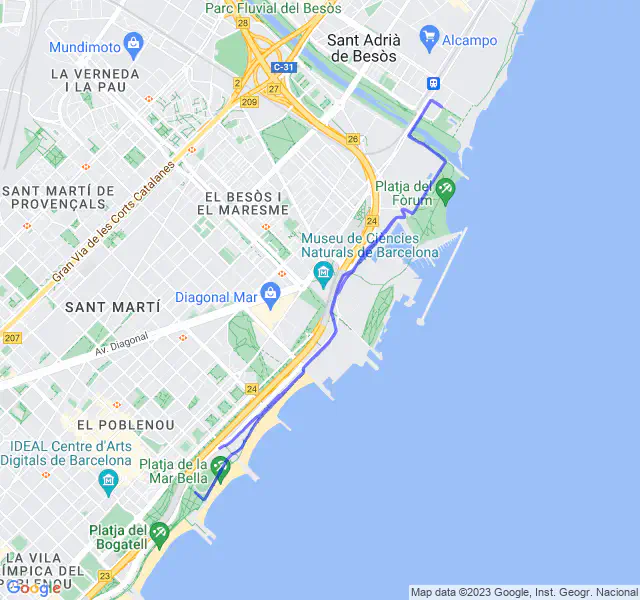 Parc Fluvial del Besòs
28
Mundimoto
Sant Adrià
de Besòs
Alcampo
LA VERNEDA
I LA PAU
C-31
2
27
209
26
SANT MARTÍ DE
PROVENÇALS
Gran Via de les Corts Catalanes
EL BESÒS I
EL MARESME
Platja del
Fòrum
24
Museu de Ciències
Naturals de Barcelona
Diagonal Mar
SANT MARTÍ
207
Av. Diagonal
24
EL POBLENOU
IDEAL Centre d'Arts
Digitals de Barcelona
Platja de la
Mar Bella
Platja del
Bogatell
LA VILA
ÍMPICA DEL
POBLENOU
23
Google
Map data ©2023 Google, Inst. Geogr. Nacional